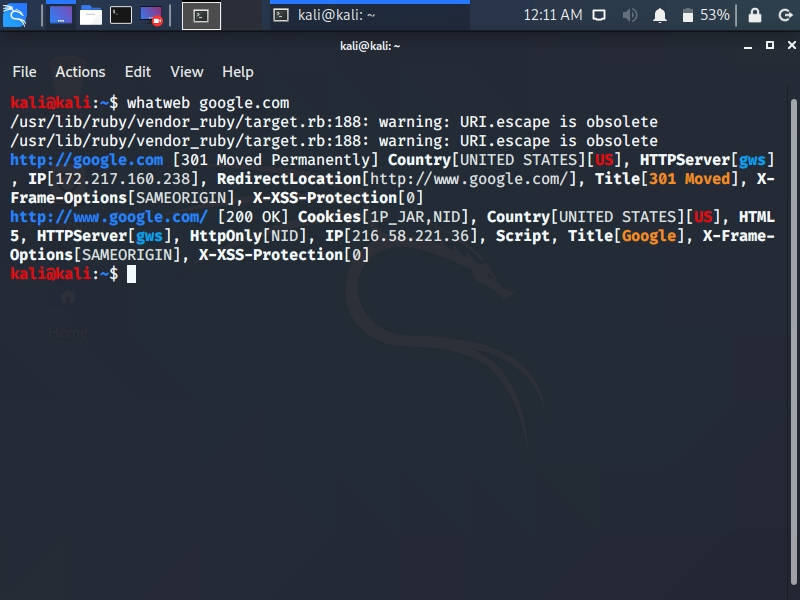 kali@kali: ~
12:11 AM
53%
kali@kali: ~
File Actions Edit View Help
kali@kali:~$ whatweb google.com
/usr/lib/ruby/vendor_ruby/target.rb:188: warning: URI.escape is obsolete
/usr/lib/ruby/vendor_ruby/target.rb:188: warning: URI.escape is obsolete
http://google.com [301 Moved Permanently] Country[UNITED STATES][US], HTTPServer[gws]
, IP[172.217.160.238], RedirectLocation[http://www.google.com/], Title[301 Moved], X-
Frame-Options[SAMEORIGIN], X-XSS-Protection[0]
http://www.google.com/ [200 OK] Cookies[1P_JAR,NID], Country[UNITED STATES][US], HTML
5, HTTPServer[gws], HttpOnly[NID], IP[216.58.221.36], Script, Title[Google], X-Frame-
Options[SAMEORIGIN], X-XSS-Protection[0]
kali@kali:~$
Home